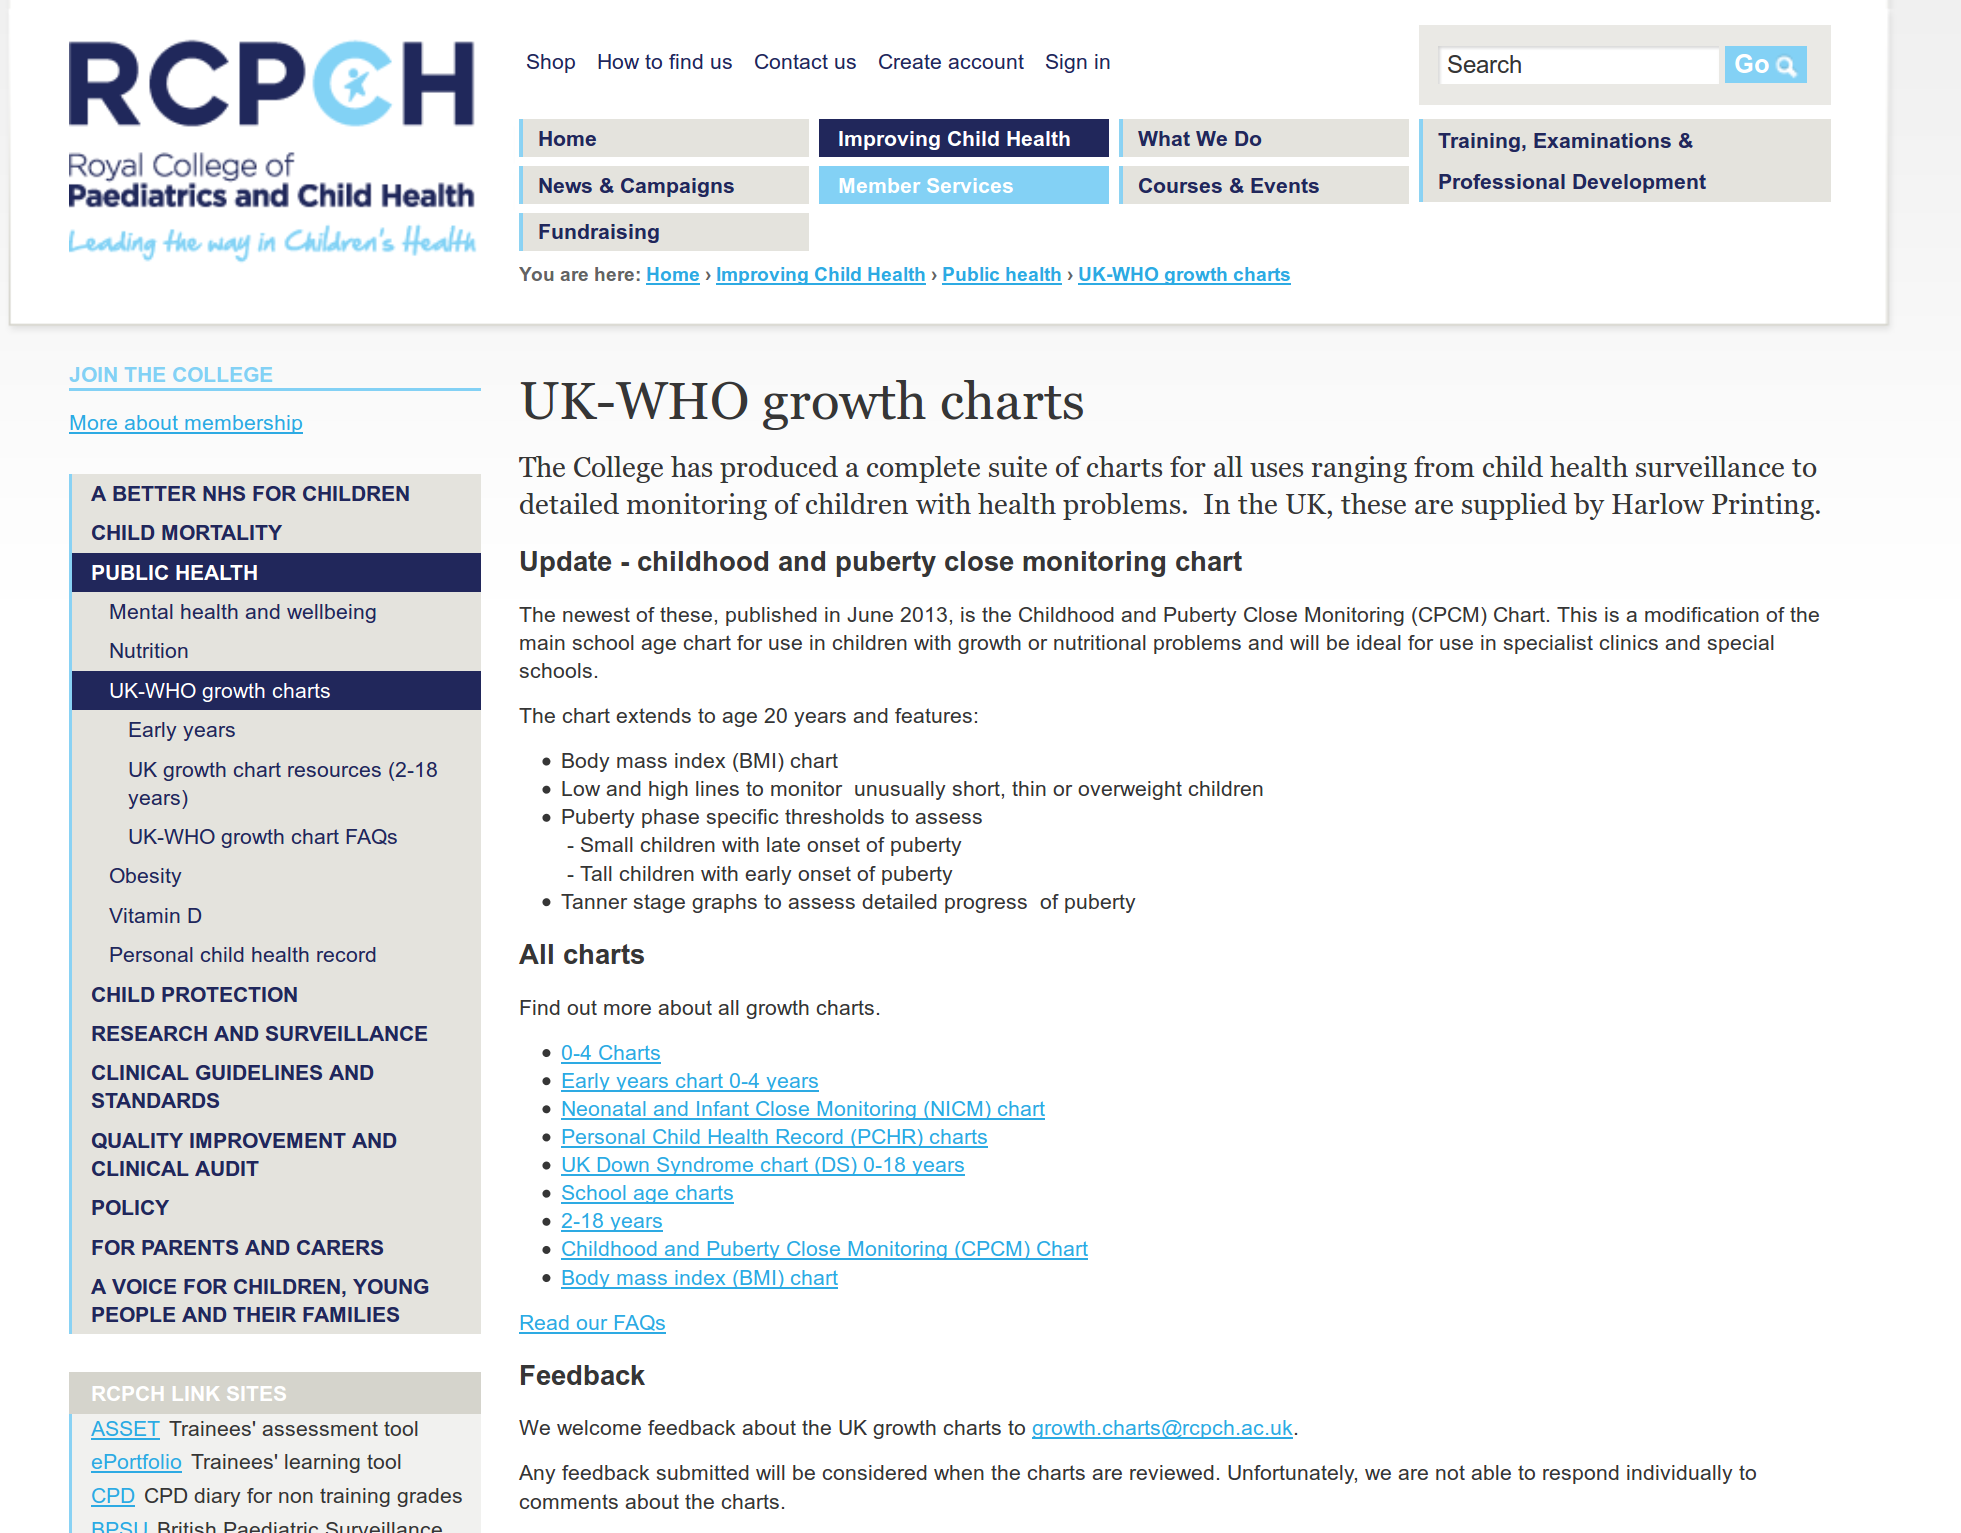 RCPCH
Royal College of
Paediatrics and Child Health
Leading the way in Children's Health
Shop How to find us Contact us Create account Sign in
Search Go
Home
Improving Child Health
What We Do
Training, Examinations &
Professional Development
News & Campaigns
Member Services
Courses & Events
Fundraising
You are here: Home › Improving Child Health › Public health › UK-WHO growth charts
JOIN THE COLLEGE
More about membership
A BETTER NHS FOR CHILDREN
CHILD MORTALITY
PUBLIC HEALTH
Mental health and wellbeing
Nutrition
UK-WHO growth charts
Early years
UK growth chart resources (2-18
years)
UK-WHO growth chart FAQs
Obesity
Vitamin D
Personal child health record
CHILD PROTECTION
RESEARCH AND SURVEILLANCE
CLINICAL GUIDELINES AND
STANDARDS
QUALITY IMPROVEMENT AND
CLINICAL AUDIT
POLICY
FOR PARENTS AND CARERS
A VOICE FOR CHILDREN, YOUNG
PEOPLE AND THEIR FAMILIES
RCPCH LINK SITES
ASSET Trainees' assessment tool
ePortfolio Trainees' learning tool
CPD CPD diary for non training grades
BPSU British Paediatric Surveillance
UK-WHO growth charts
The College has produced a complete suite of charts for all uses ranging from child health surveillance to
detailed monitoring of children with health problems. In the UK, these are supplied by Harlow Printing.
Update - childhood and puberty close monitoring chart
The newest of these, published in June 2013, is the Childhood and Puberty Close Monitoring (CPCM) Chart. This is a modification of the
main school age chart for use in children with growth or nutritional problems and will be ideal for use in specialist clinics and special
schools.
The chart extends to age 20 years and features:
• Body mass index (BMI) chart
• Low and high lines to monitor unusually short, thin or overweight children
• Puberty phase specific thresholds to assess
- Small children with late onset of puberty
- Tall children with early onset of puberty
• Tanner stage graphs to assess detailed progress of puberty
All charts
Find out more about all growth charts.
• 0-4 Charts
• Early years chart 0-4 years
• Neonatal and Infant Close Monitoring (NICM) chart
• Personal Child Health Record (PCHR) charts
• UK Down Syndrome chart (DS) 0-18 years
• School age charts
• 2-18 years
• Childhood and Puberty Close Monitoring (CPCM) Chart
• Body mass index (BMI) chart
Read our FAQs
Feedback
We welcome feedback about the UK growth charts to growth.charts@rcpch.ac.uk.
Any feedback submitted will be considered when the charts are reviewed. Unfortunately, we are not able to respond individually to
comments about the charts.